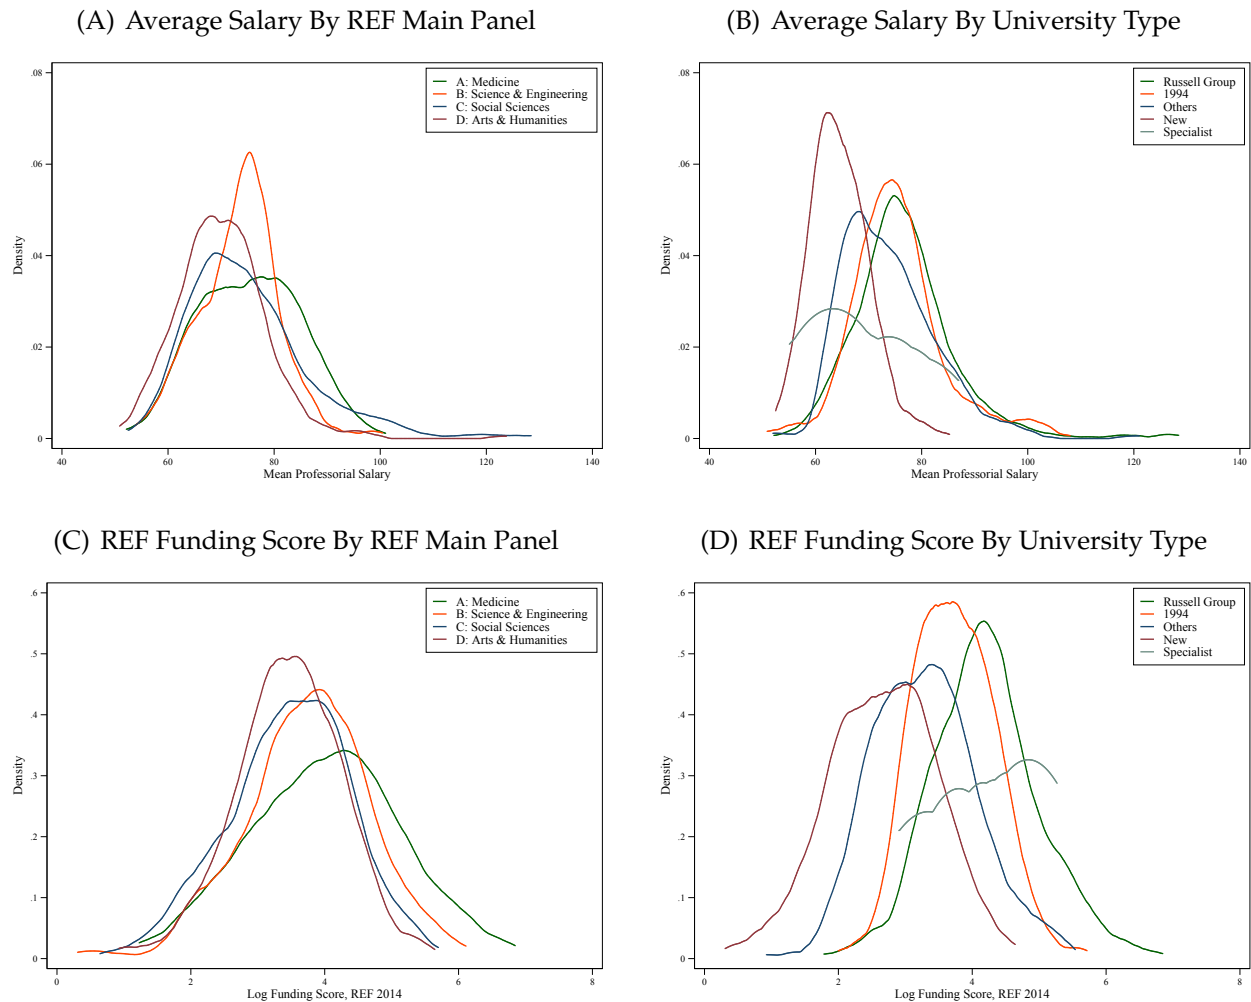 (A) Average Salary By REF Main Panel
A: Medicine
B: Science & Engineering
C: Social Sciences
D: Arts & Humanities
.08
.06
.04
.02
0
Density
40 60 80 100 120 140
Mean Professorial Salary
(B) Average Salary By University Type
Russell Group
1994
Others
New
Specialist
.08
.06
.04
.02
0
Density
40 60 80 100 120 140
Mean Professorial Salary
(C) REF Funding Score By REF Main Panel
A: Medicine
B: Science & Engineering
C: Social Sciences
D: Arts & Humanities
.6
.5
.4
.3
.2
.1
0
Density
0 2 4 6 8
Log Funding Score, REF 2014
(D) REF Funding Score By University Type
Russell Group
1994
Others
New
Specialist
.6
.5
.4
.3
.2
.1
0
Density
0 2 4 6 8
Log Funding Score, REF 2014